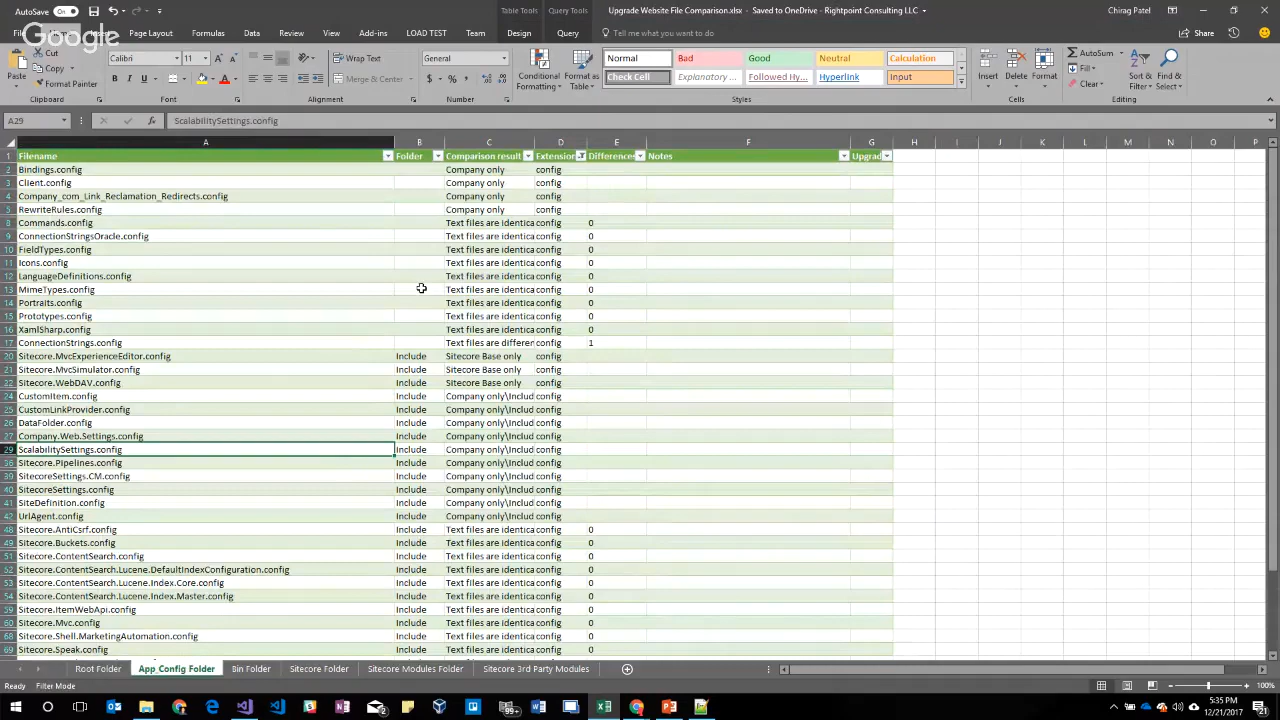 AutoSave On
Table Tools Query Tools
Upgrade Website File Comparison.xlsx - Saved to OneDrive - Rightpoint Consulting LLC
Chirag Patel
Google
Page Layout Formulas Data Review View Add-ins LOAD TEST Team Design Query Tell me what you want to do Share
Paste Cut Copy Format Painter Clipboard
Calibri 11 Font
Wrap Text Merge & Center Alignment
General Number
Conditional Formatting Format as Table
Normal Bad Good Neutral Calculation
Check Cell Explanatory ... Followed Hy... Hyperlink Input
Styles
Insert Delete Format Cells
AutoSum Fill Clear Sort & Filter Find & Select Editing
A29 ScalabilitySettings.config
A B C D E F G H I J K L M N O P
1 Filename Folder Comparison result Extension Differences Notes Upgrad
2 Bindings.config Company only config
3 Client.config Company only config
4 Company_com_Link_Reclamation_Redirects.config Company only config
5 RewriteRules.config Company only config
8 Commands.config Text files are identica config 0
9 ConnectionStringsOracle.config Text files are identica config 0
10 FieldTypes.config Text files are identica config 0
11 Icons.config Text files are identica config 0
12 LanguageDefinitions.config Text files are identica config 0
13 MimeTypes.config Text files are identica config 0
14 Portraits.config Text files are identica config 0
15 Prototypes.config Text files are identica config 0
16 XamlSharp.config Text files are identica config 0
17 ConnectionStrings.config Text files are differen config 1
20 Sitecore.MvcExperienceEditor.config Include Sitecore Base only config
21 Sitecore.MvcSimulator.config Include Sitecore Base only config
22 Sitecore.WebDAV.config Include Sitecore Base only config
24 CustomItem.config Include Company only\Includ config
25 CustomLinkProvider.config Include Company only\Includ config
26 DataFolder.config Include Company only\Includ config
27 Company.Web.Settings.config Include Company only\Includ config
29 ScalabilitySettings.config Include Company only\Includ config
36 Sitecore.Pipelines.config Include Company only\Includ config
39 SitecoreSettings.CM.config Include Company only\Includ config
40 SitecoreSettings.config Include Company only\Includ config
41 SiteDefinition.config Include Company only\Includ config
42 UrlAgent.config Include Company only\Includ config
48 Sitecore.AntiCsrf.config Include Text files are identica config 0
49 Sitecore.Buckets.config Include Text files are identica config 0
51 Sitecore.ContentSearch.config Include Text files are identica config 0
52 Sitecore.ContentSearch.Lucene.DefaultIndexConfiguration.config Include Text files are identica config 0
53 Sitecore.ContentSearch.Lucene.Index.Core.config Include Text files are identica config 0
54 Sitecore.ContentSearch.Lucene.Index.Master.config Include Text files are identica config 0
59 Sitecore.ItemWebApi.config Include Text files are identica config 0
60 Sitecore.Mvc.config Include Text files are identica config 0
68 Sitecore.Shell.MarketingAutomation.config Include Text files are identica config 0
69 Sitecore.Speak.config Include Text files are identica config 0
Root Folder App_Config Folder Bin Folder Sitecore Folder Sitecore Modules Folder Sitecore 3rd Party Modules
Ready Filter Mode 100%
99+
5:35 PM
12/21/2017